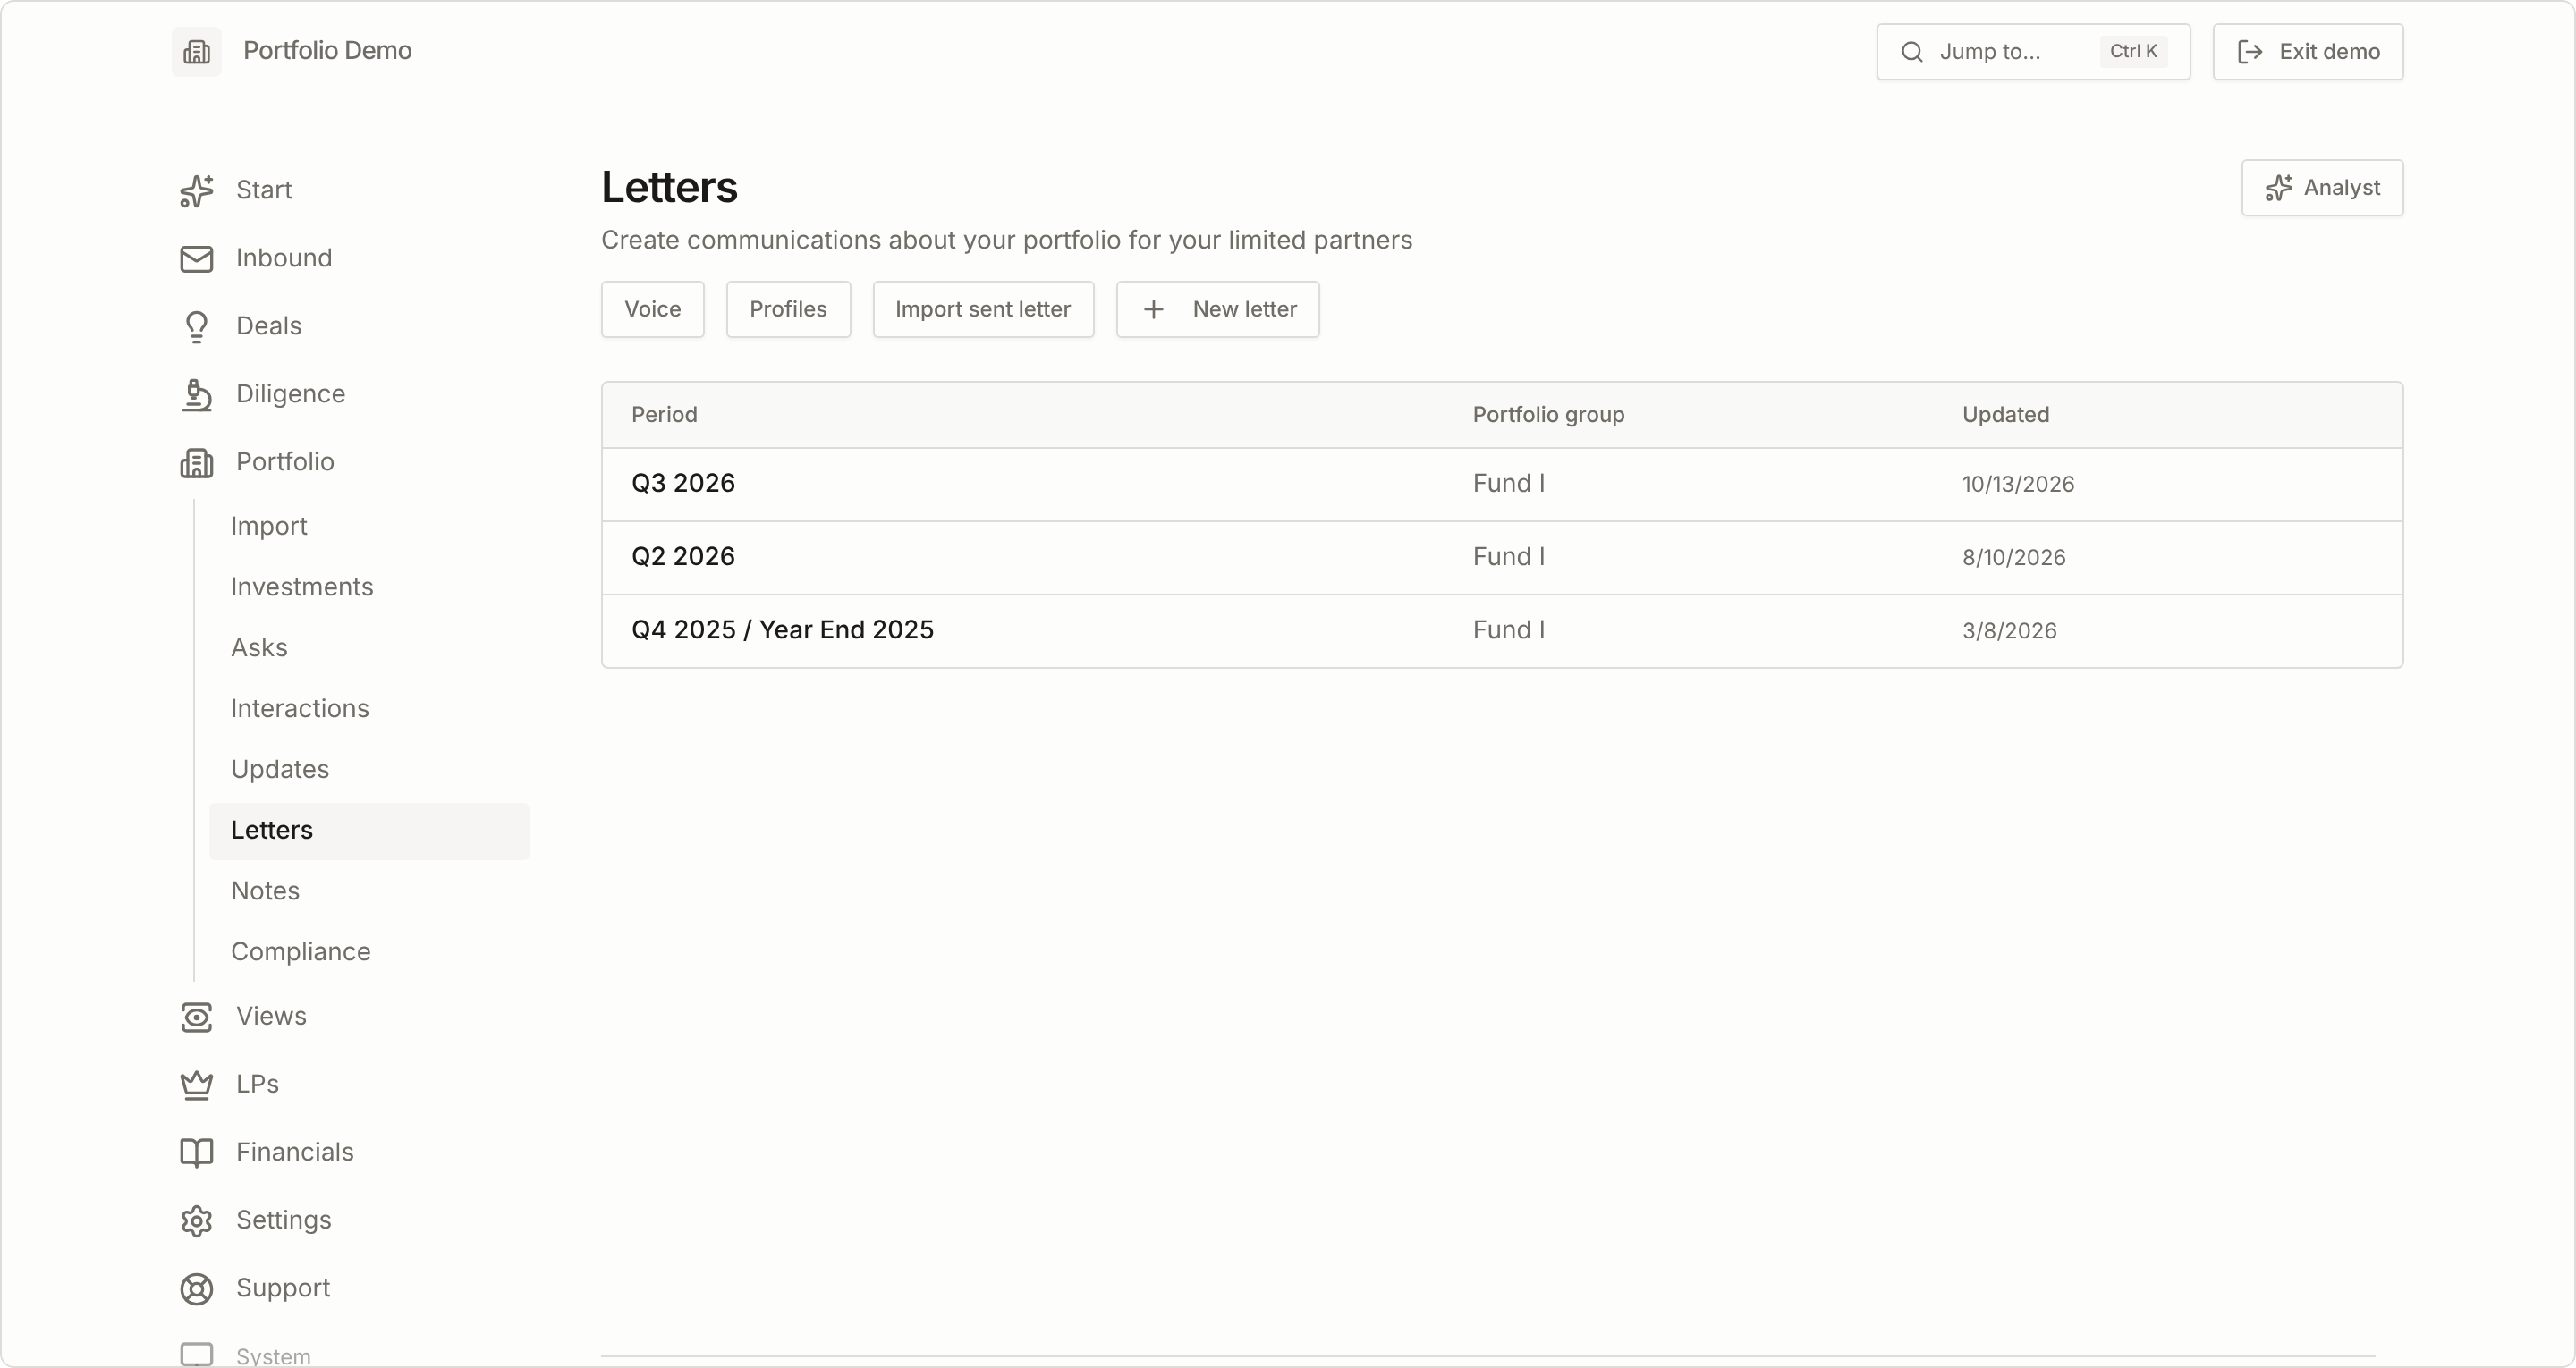 Portfolio Demo
Jump to...
Ctrl K
Exit demo
Start
Inbound
Deals
Diligence
Portfolio
Import
Investments
Asks
Interactions
Updates
Letters
Notes
Compliance
Views
LPs
Financials
Settings
Support
System
Letters
Analyst
Create communications about your portfolio for your limited partners
Voice
Profiles
Import sent letter
New letter
Period Portfolio group Updated
Q3 2026 Fund I 10/13/2026
Q2 2026 Fund I 8/10/2026
Q4 2025 / Year End 2025 Fund I 3/8/2026